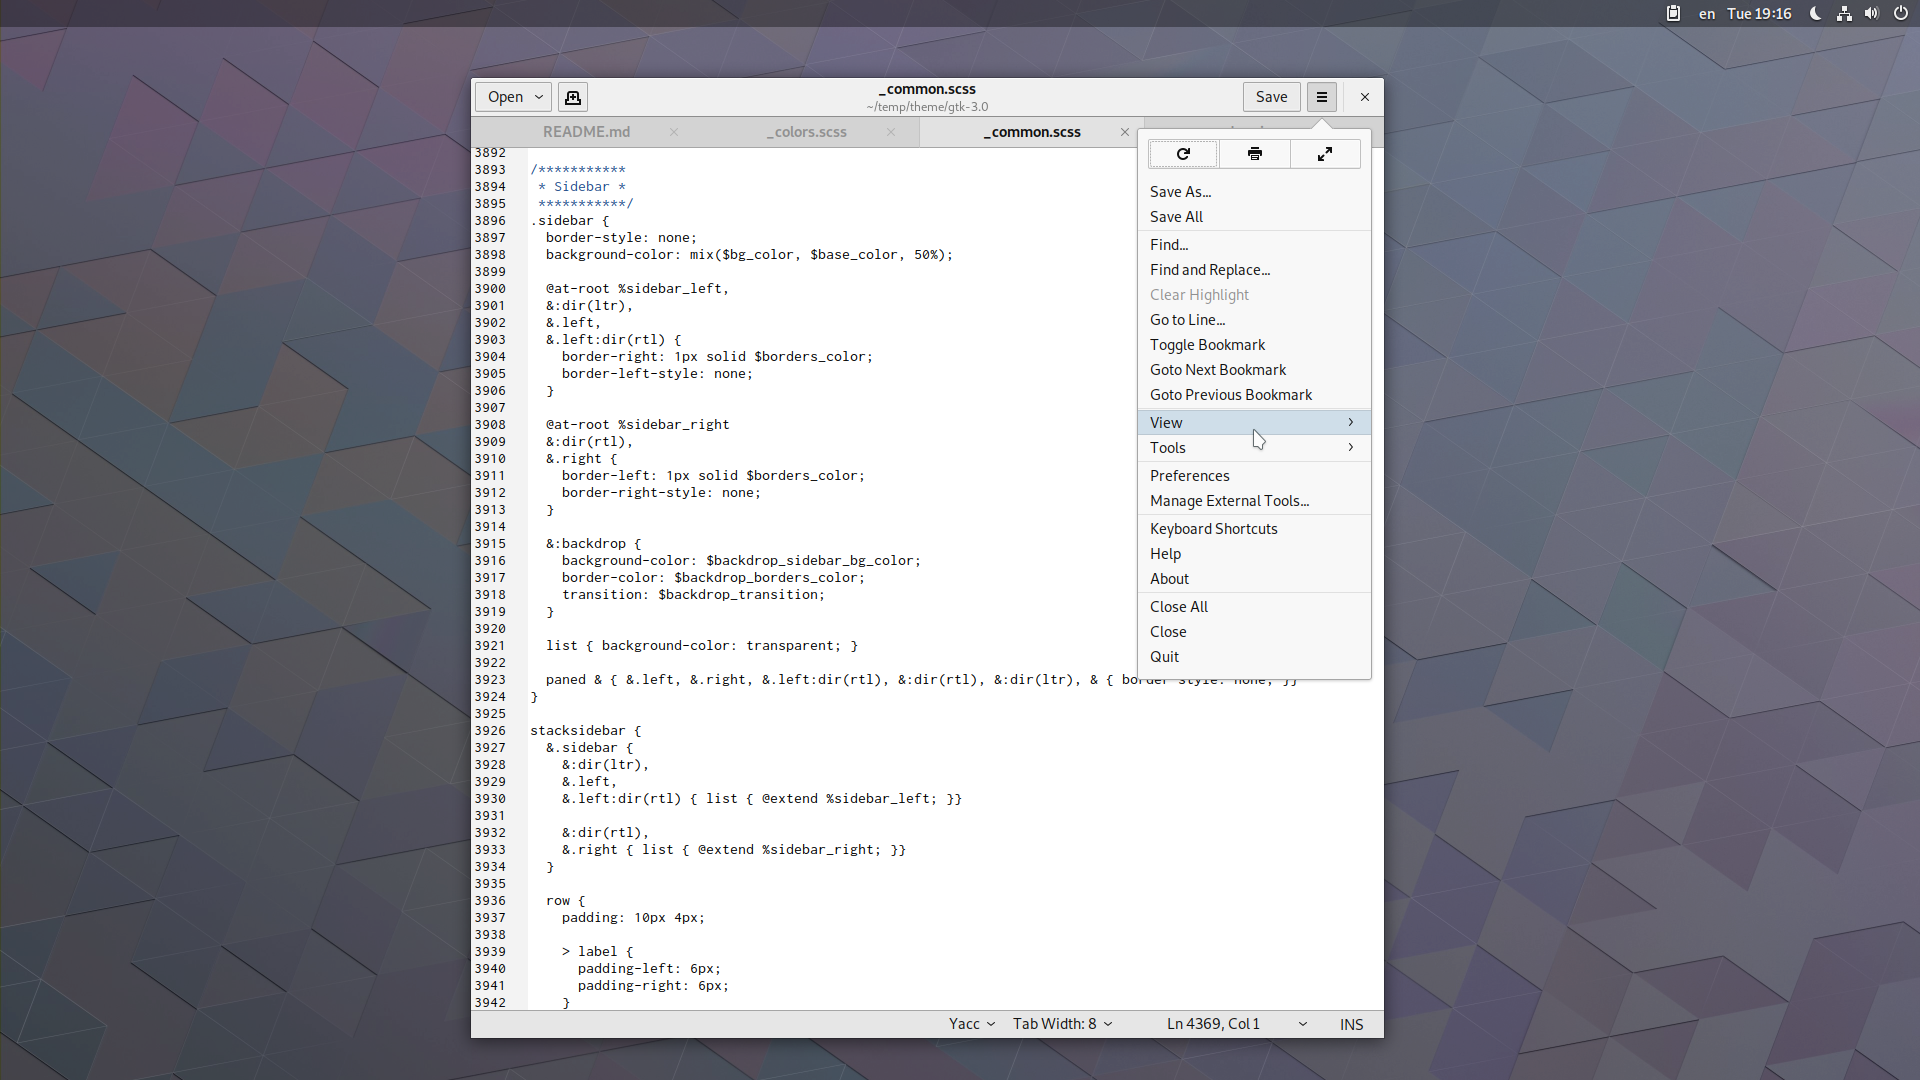 en Tue 19:16
Open
_common.scss
~/temp/theme/gtk-3.0
Save
README.md
_colors.scss
_common.scss
3892
3893 /***********
3894  * Sidebar *
3895  ***********/
3896 .sidebar {
3897   border-style: none;
3898   background-color: mix($bg_color, $base_color, 50%);
3899
3900   @at-root %sidebar_left,
3901   &:dir(ltr),
3902   &.left,
3903   &.left:dir(rtl) {
3904     border-right: 1px solid $borders_color;
3905     border-left-style: none;
3906   }
3907
3908   @at-root %sidebar_right
3909   &:dir(rtl),
3910   &.right {
3911     border-left: 1px solid $borders_color;
3912     border-right-style: none;
3913   }
3914
3915   &:backdrop {
3916     background-color: $backdrop_sidebar_bg_color;
3917     border-color: $backdrop_borders_color;
3918     transition: $backdrop_transition;
3919   }
3920
3921   list { background-color: transparent; }
3922
3923   paned & { &.left, &.right, &.left:dir(rtl), &:dir(rtl), &:dir(ltr), & { border-style: none; }}
3924 }
3925
3926 stacksidebar {
3927   &.sidebar {
3928     &:dir(ltr),
3929     &.left,
3930     &.left:dir(rtl) { list { @extend %sidebar_left; }}
3931
3932     &:dir(rtl),
3933     &.right { list { @extend %sidebar_right; }}
3934   }
3935
3936   row {
3937     padding: 10px 4px;
3938
3939     > label {
3940       padding-left: 6px;
3941       padding-right: 6px;
3942     }
Save As...
Save All
Find...
Find and Replace...
Clear Highlight
Go to Line...
Toggle Bookmark
Goto Next Bookmark
Goto Previous Bookmark
View
Tools
Preferences
Manage External Tools...
Keyboard Shortcuts
Help
About
Close All
Close
Quit
Yacc Tab Width: 8 Ln 4369, Col 1 INS